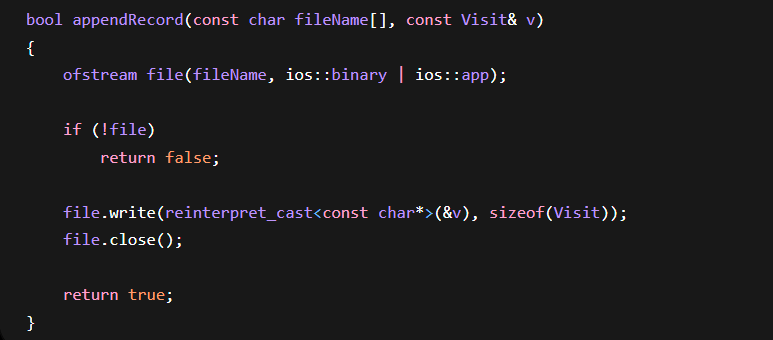 bool appendRecord(const char fileName[], const Visit& v)
{
    ofstream file(fileName, ios::binary | ios::app);

    if (!file)
        return false;

    file.write(reinterpret_cast<const char*>(&v), sizeof(Visit));
    file.close();

    return true;
}